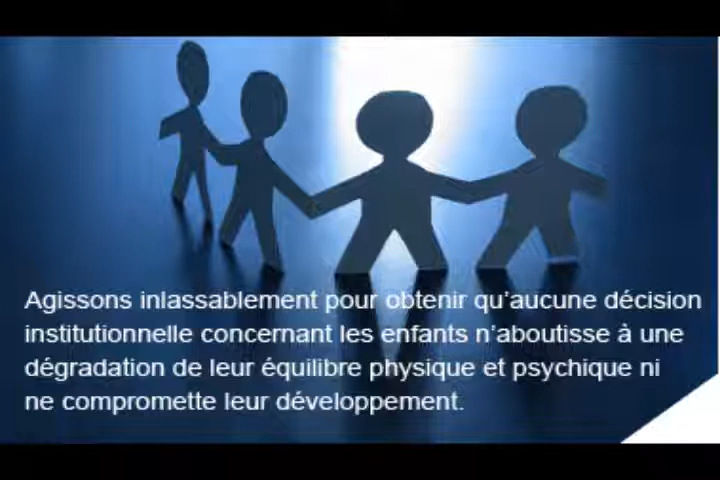 Agissons inlassablement pour obtenir qu'aucune décision
institutionnelle concernant les enfants n'aboutisse à une
dégradation de leur équilibre physique et psychique ni
ne compromette leur développement.